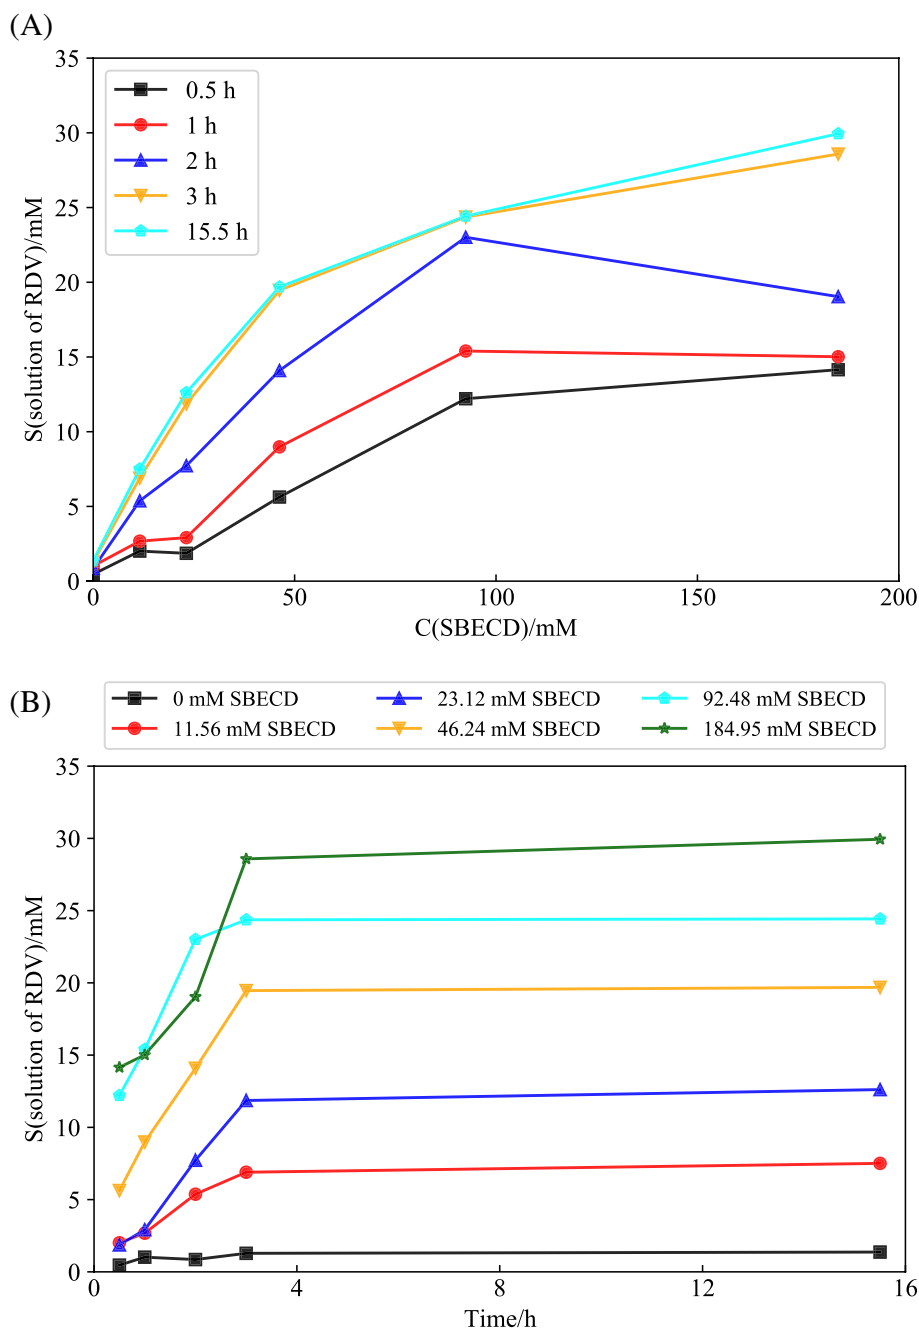 (A)
35
30
25
20
15
10
5
0
S(solution of RDV)/mM
0.5 h
1 h
2 h
3 h
15.5 h
0 50 100 150 200
C(SBECD)/mM
(B)
0 mM SBECD 23.12 mM SBECD 92.48 mM SBECD
11.56 mM SBECD 46.24 mM SBECD 184.95 mM SBECD
35
30
25
20
15
10
5
0
S(solution of RDV)/mM
0 4 8 12 16
Time/h